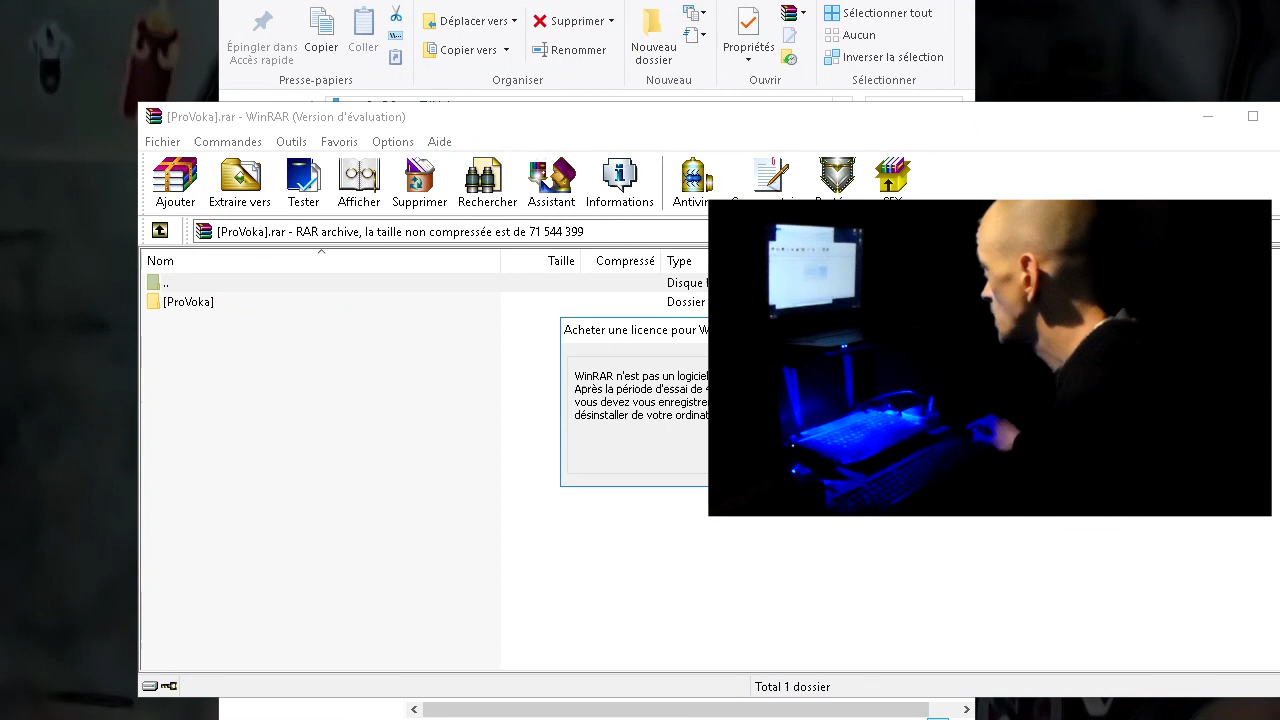 Épingler dans
Accès rapide
Copier
Coller
Déplacer vers
Copier vers
Supprimer
Renommer
Nouveau
dossier
Propriétés
Sélectionner tout
Aucun
Inverser la sélection
Presse-papiers
Organiser
Nouveau
Ouvrir
Sélectionner
[ProVoka].rar - WinRAR (Version d'évaluation)
Fichier Commandes Outils Favoris Options Aide
Ajouter Extraire vers Tester Afficher Supprimer Rechercher Assistant Informations
[ProVoka].rar - RAR archive, la taille non compressée est de 71 544 399
Nom Taille Compressé Type
.. Disque
[ProVoka] Dossier
Acheter une licence pour
WinRAR n'est pas un logiciel
Après la période d'essai de
vous devez vous
désinstaller de votre
Total 1 dossier